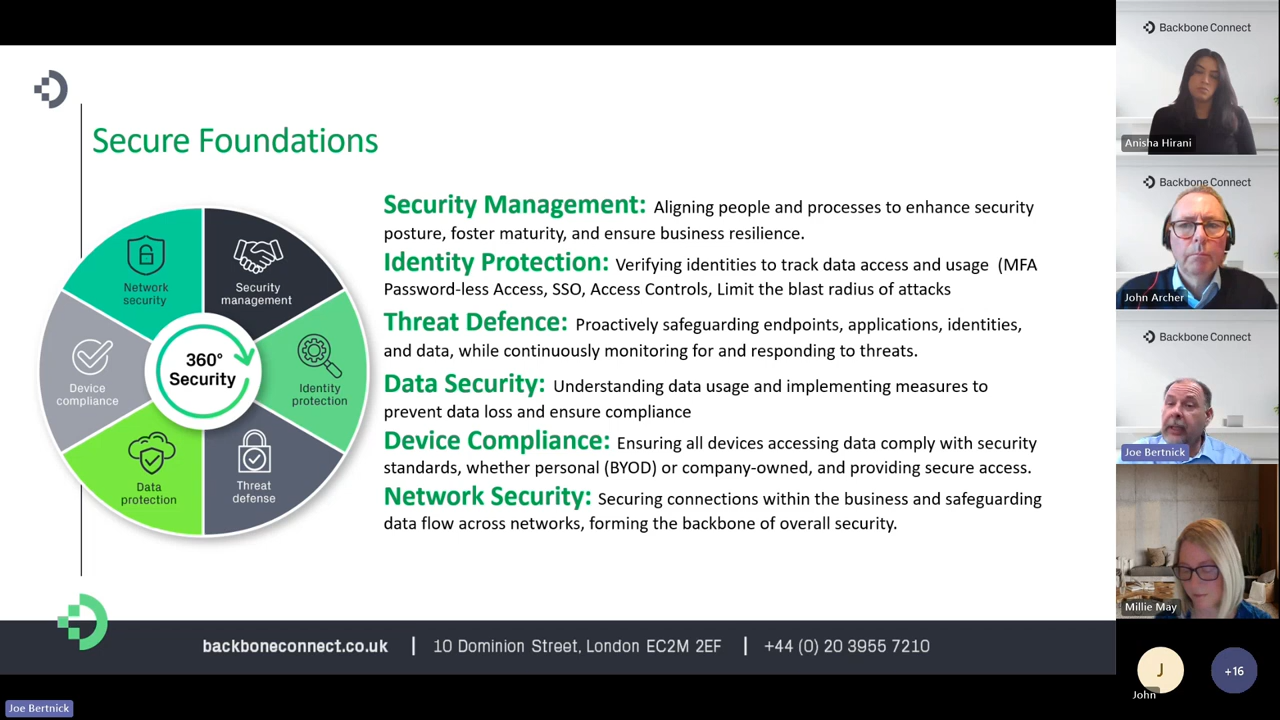 Secure Foundations
Network
security
Security
management
Device
compliance
360°
Security
Identity
protection
Data
protection
Threat
defense
Security Management: Aligning people and processes to enhance security
posture, foster maturity, and ensure business resilience.
Identity Protection: Verifying identities to track data access and usage (MFA
Password-less Access, SSO, Access Controls, Limit the blast radius of attacks
Threat Defence: Proactively safeguarding endpoints, applications, identities,
and data, while continuously monitoring for and responding to threats.
Data Security: Understanding data usage and implementing measures to
prevent data loss and ensure compliance
Device Compliance: Ensuring all devices accessing data comply with security
standards, whether personal (BYOD) or company-owned, and providing secure access.
Network Security: Securing connections within the business and safeguarding
data flow across networks, forming the backbone of overall security.
backboneconnect.co.uk | 10 Dominion Street, London EC2M 2EF | +44 (0) 20 3955 7210
Joe Bertnick
Backbone Connect
Anisha Hirani
Backbone Connect
John Archer
Backbone Connect
Joe Bertnick
Millie May
J
John
+16